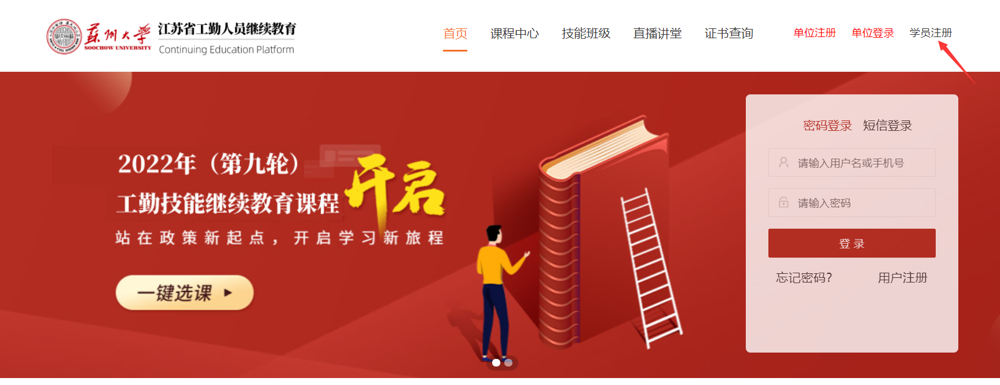 蘇州大学
SOOCHOW UNIVERSITY
江苏省工勤人员继续教育
Continuing Education Platform
首页 课程中心 技能班级 直播讲堂 证书查询 单位注册 单位登录 学员注册
2022年（第九轮）
工勤技能继续教育课程 开启
站在政策新起点，开启学习新旅程
一键选课
密码登录 短信登录
请输入用户名或手机号
请输入密码
登录
忘记密码? 用户注册